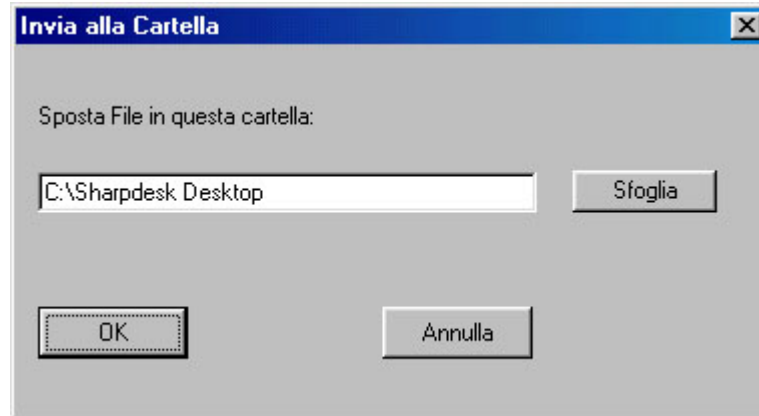 Invia alla Cartella
Sposta File in questa cartella:
C:\Sharpdesk Desktop
Sfoglia
OK
Annulla